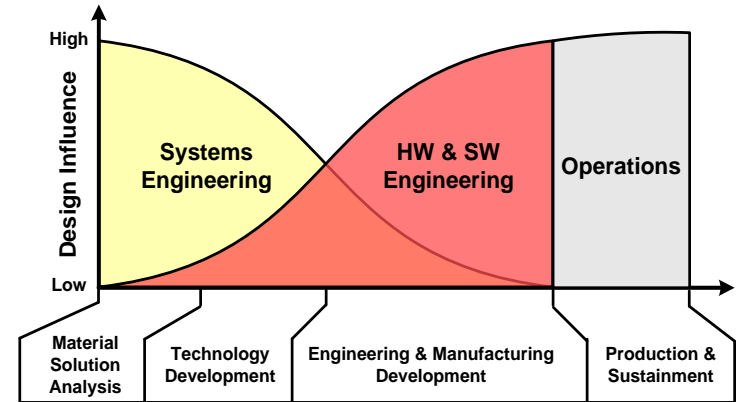 High
Design Influence
Low
Systems
Engineering
HW & SW
Engineering
Operations
Material
Solution
Analysis
Technology
Development
Engineering & Manufacturing
Development
Production &
Sustainment